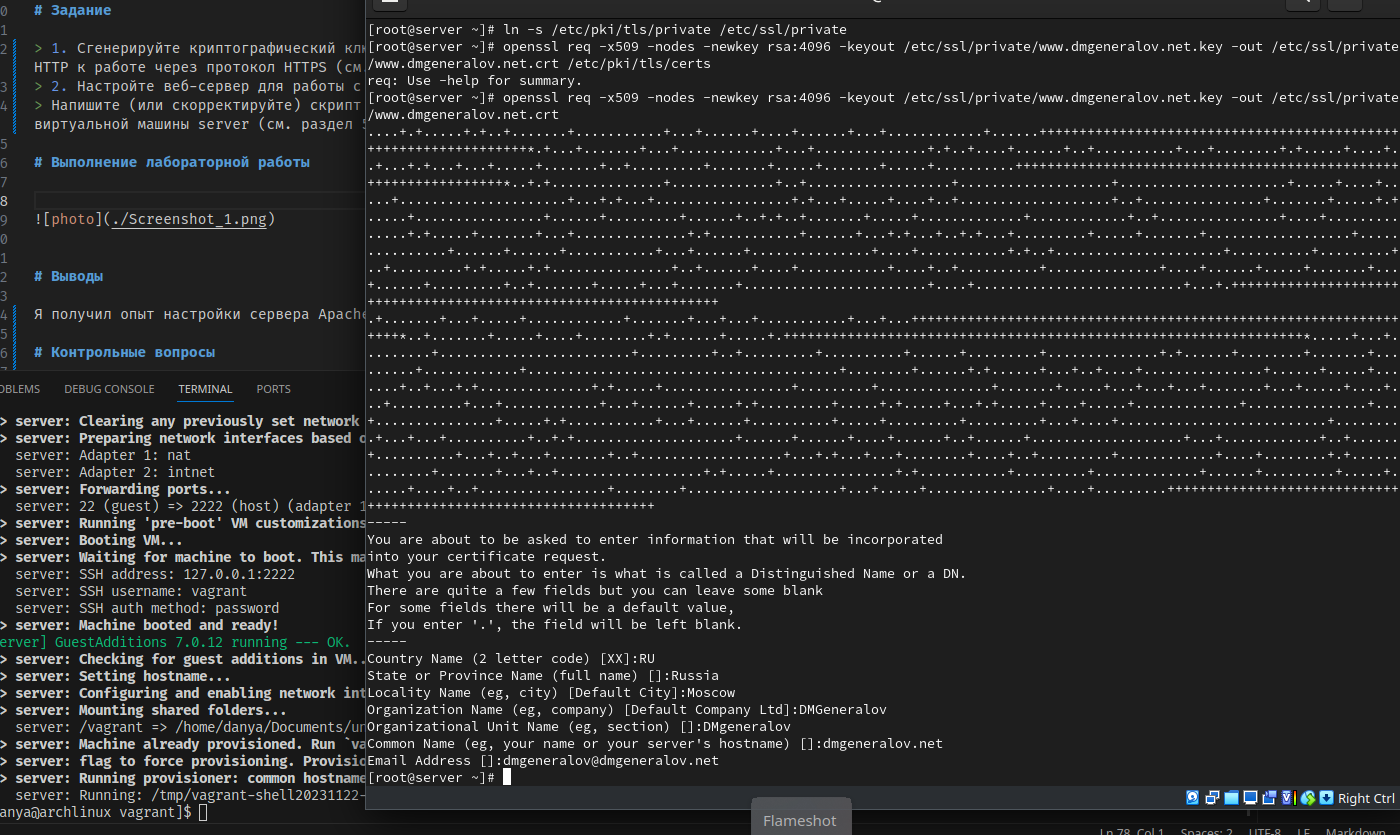 # Задание
> 1. Сгенерируйте криптографический
HTTP к работе через протокол HTTPS (см
> 2. Настройте веб-сервер для работы с
> Напишите (или скорректируйте) скрипт
виртуальной машины server (см. раздел
# Выполнение лабораторной работы
![photo](./Screenshot_1.png)
# Выводы
Я получил опыт настройки сервера Apache
# Контрольные вопросы
[root@server ~]# ln -s /etc/pki/tls/private /etc/ssl/private
[root@server ~]# openssl req -x509 -nodes -newkey rsa:4096 -keyout /etc/ssl/private/www.dmgeneralov.net.key -out /etc/ssl/private
/www.dmgeneralov.net.crt /etc/pki/tls/certs
req: Use -help for summary.
[root@server ~]# openssl req -x509 -nodes -newkey rsa:4096 -keyout /etc/ssl/private/www.dmgeneralov.net.key -out /etc/ssl/private
/www.dmgeneralov.net.crt
-----
You are about to be asked to enter information that will be incorporated
into your certificate request.
What you are about to enter is what is called a Distinguished Name or a DN.
There are quite a few fields but you can leave some blank
For some fields there will be a default value,
If you enter '.', the field will be left blank.
-----
Country Name (2 letter code) [XX]:RU
State or Province Name (full name) []:Russia
Locality Name (eg, city) [Default City]:Moscow
Organization Name (eg, company) [Default Company Ltd]:DMGeneralov
Organizational Unit Name (eg, section) []:DMgeneralov
Common Name (eg, your name or your server's hostname) []:dmgeneralov.net
Email Address []:dmgeneralov@dmgeneralov.net
[root@server ~]#
OBLEMS DEBUG CONSOLE TERMINAL PORTS
> server: Clearing any previously set network
> server: Preparing network interfaces based
server: Adapter 1: nat
server: Adapter 2: intnet
> server: Forwarding ports...
server: 22 (guest) => 2222 (host) (adapter 1
> server: Running 'pre-boot' VM customizations
> server: Booting VM...
> server: Waiting for machine to boot. This ma
server: SSH address: 127.0.0.1:2222
server: SSH username: vagrant
server: SSH auth method: password
> server: Machine booted and ready!
erver] GuestAdditions 7.0.12 running --- OK.
> server: Checking for guest additions in VM..
> server: Setting hostname...
> server: Configuring and enabling network int
> server: Mounting shared folders...
server: /vagrant => /home/danya/Documents/un
> server: Machine already provisioned. Run `va
> server: flag to force provisioning. Provisio
> server: Running provisioner: common hostname
server: Running: /tmp/vagrant-shell20231122-
anya@archlinux vagrant]$
Right Ctrl
Flameshot
Ln 78, Col 1 Spaces: 2 UTF-8 LF Markdown